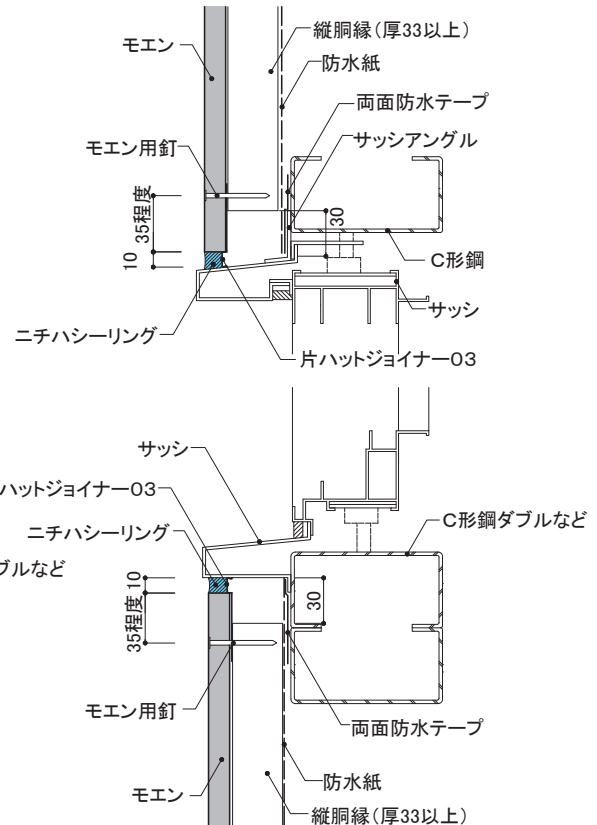 縦胴縁（厚33以上）
モエン
防水紙
両面防水テープ
モエン用釘
サッシアングル
35程度
30
10
C形鋼
サッシ
ニチハシーリング
片ハットジョイナー03
サッシ
ハットジョイナー03
C形鋼ダブルなど
ニチハシーリング
ブルなど
10
30
35程度
モエン用釘
両面防水テープ
防水紙
モエン
縦胴縁（厚33以上）